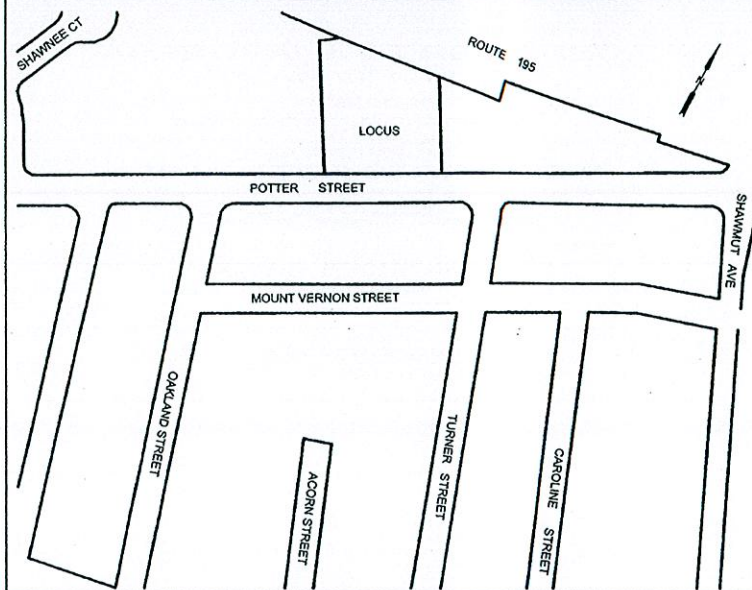 SHAWNEE CT
ROUTE 195
N
LOCUS
POTTER STREET
SHAWMUT AVE
MOUNT VERNON STREET
OAKLAND STREET
ACORN STREET
TURNER STREET
CAROLINE STREET